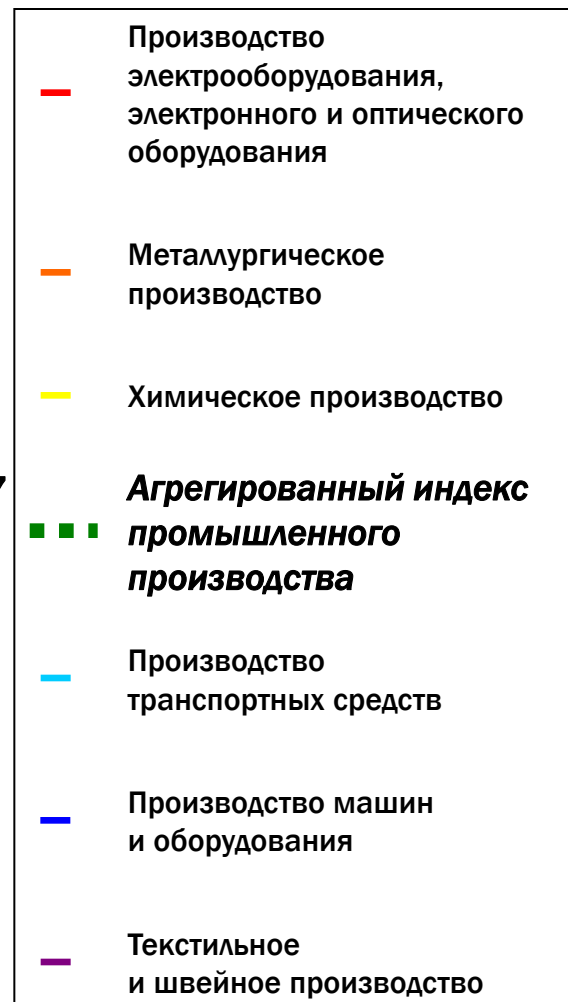 Производство
электрооборудования,
электронного и оптического
оборудования
Металлургическое
производство
Химическое производство
Агрегированный индекс
промышленного
производства
Производство
транспортных средств
Производство машин
и оборудования
Текстильное
и швейное производство